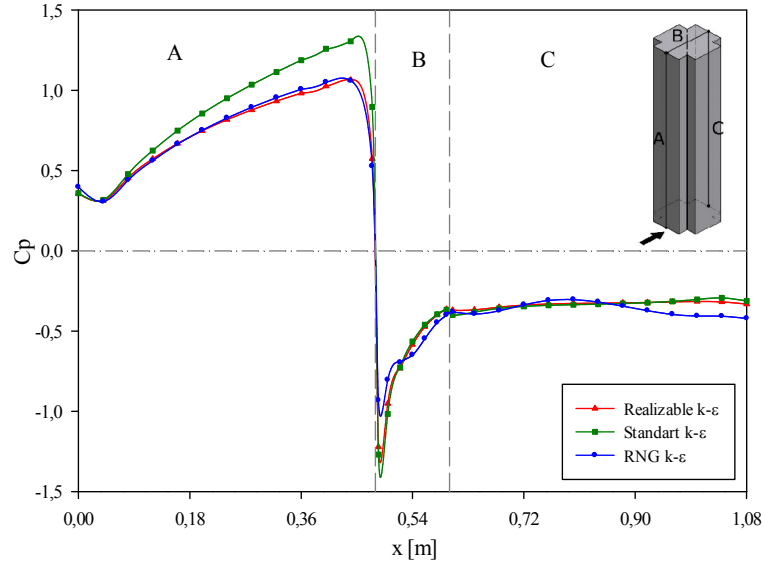 1,5
1,0
0,5
0,0
-0,5
-1,0
-1,5
Cp
A
B
C
B
A
C
Realizable k-ε
Standart k-ε
RNG k-ε
0,00
0,18
0,36
0,54
0,72
0,90
1,08
x [m]